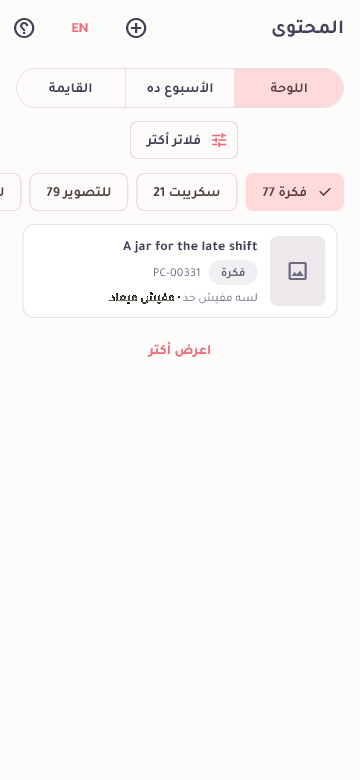 المحتوى
EN
اللوحة
الأسبوع ده
القايمة
فلاتر أكتر
فكرة 77
سكريبت 21
للتصوير 79
A jar for the late shift
فكرة
PC-00331
لسه مفيش حد • مفيش ميعاد
اعرض أكتر